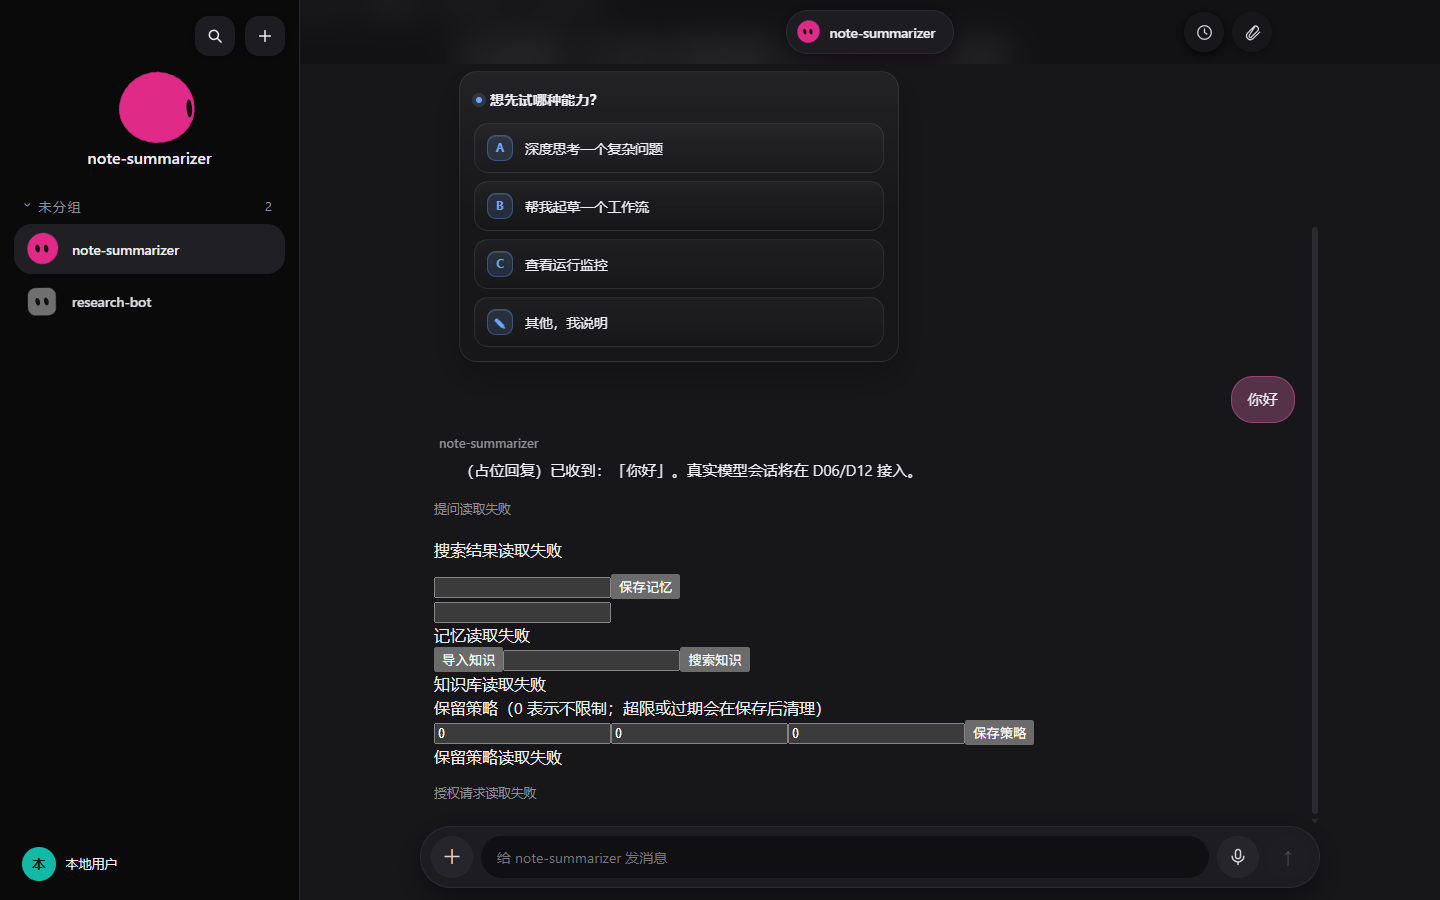 note-summarizer
未分组 2
note-summarizer
research-bot
本 本地用户
note-summarizer
想先试哪种能力?
A 深度思考一个复杂问题
B 帮我起草一个工作流
C 查看运行监控
其他，我说明
你好
note-summarizer
（占位回复）已收到：「你好」。真实模型会话将在 D06/D12 接入。
提问读取失败
搜索结果读取失败
保存记忆
记忆读取失败
导入知识 搜索知识
知识库读取失败
保留策略（0 表示不限制；超限或过期会在保存后清理）
0 0 0 保存策略
保留策略读取失败
授权请求读取失败
给 note-summarizer 发消息